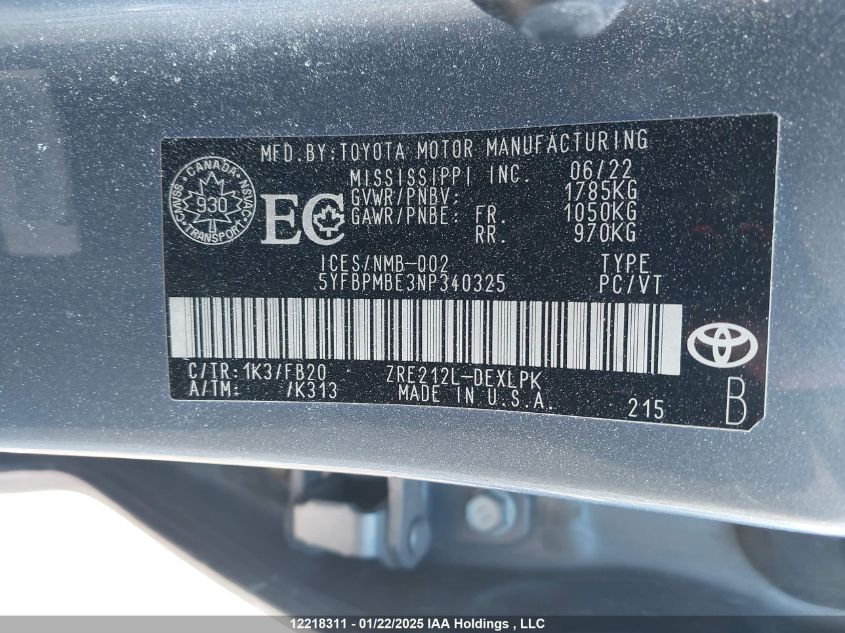 MFD.BY:TOYOTA MOTOR MANUFACTURING
MISSISSIPPI INC. 06/22
GVWR/PNBV: 1785KG
GAWR/PNBE: FR. 1050KG
RR. 970KG
CANADA
930
TRANSPORT
CMVSS
NSVAC
EC
ICES/NMB-002 TYPE
5YFBPMBE3NP340325 PC/VT
C/TR: 1K3/FB20 ZRE212L-DEXLPK
A/TM: /K313 MADE IN U.S.A.
215
B
12218311 - 01/22/2025 IAA Holdings , LLC